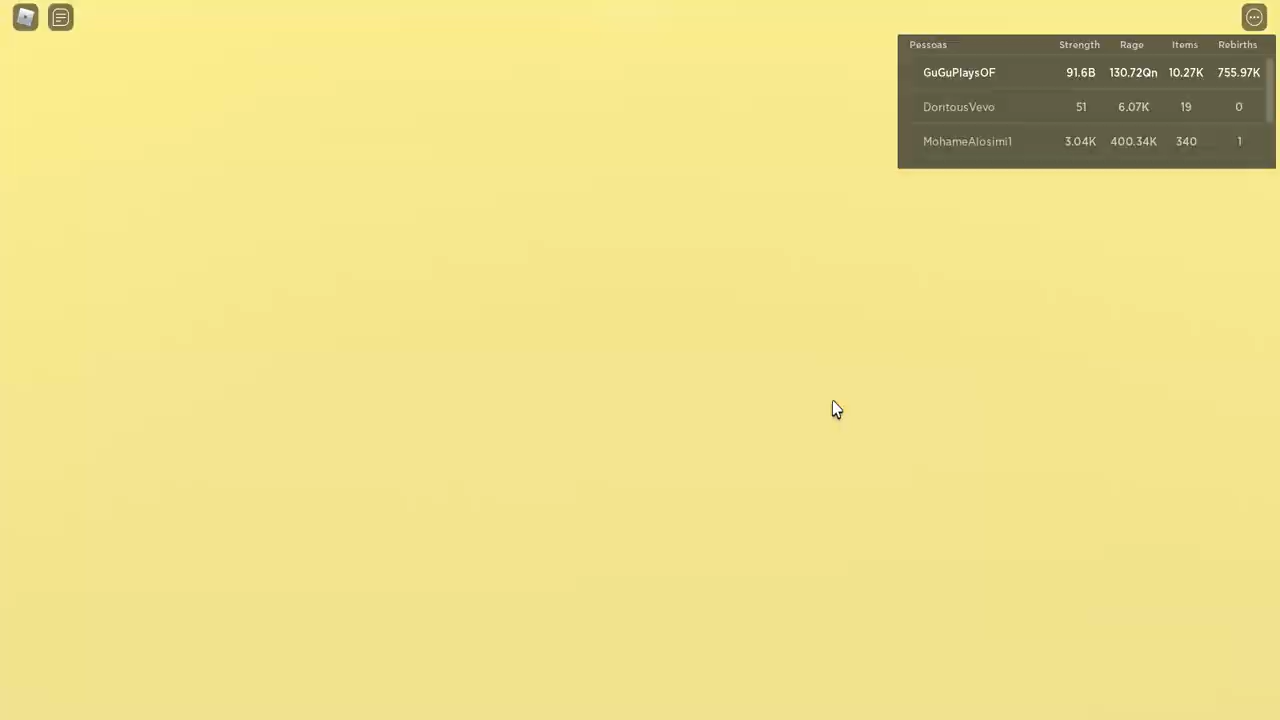 Pessoas Strength Rage Items Rebirths
GuGuPlaysOF 91.6B 130.72Qn 10.27K 755.97K
DoritousVevo 51 6.07K 19 0
MohameAlosimi1 3.04K 400.34K 340 1